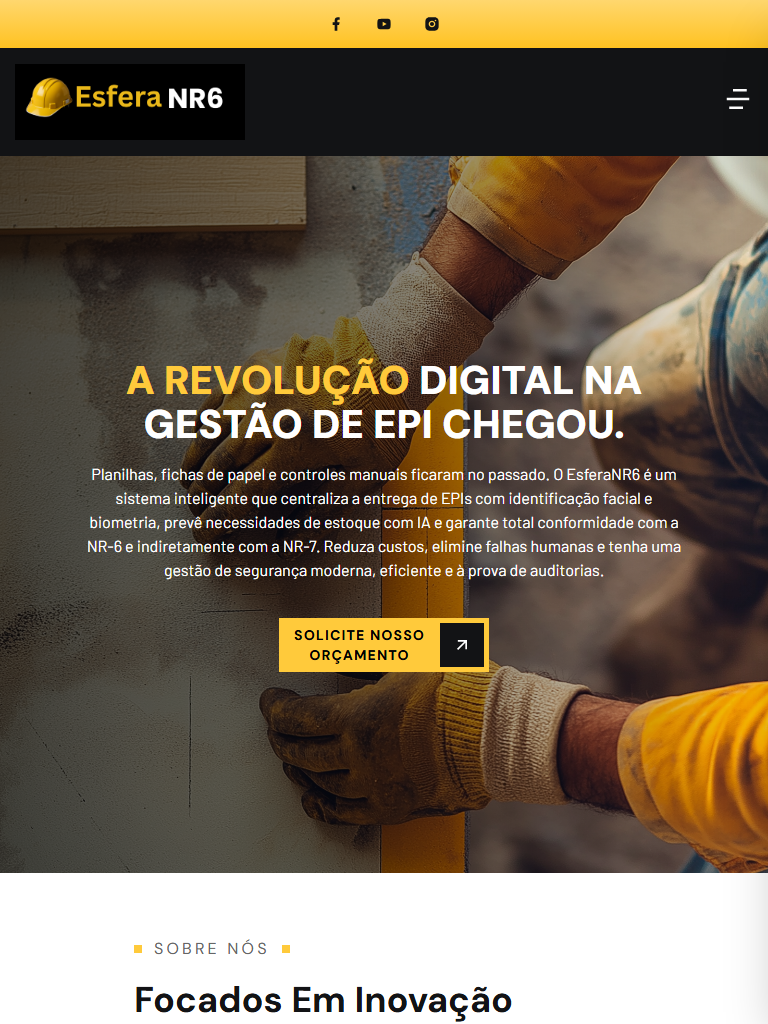 Esfera NR6
A REVOLUÇÃO DIGITAL NA
GESTÃO DE EPI CHEGOU.
Planilhas, fichas de papel e controles manuais ficaram no passado. O EsferaNR6 é um
sistema inteligente que centraliza a entrega de EPIs com identificação facial e
biometria, prevê necessidades de estoque com IA e garante total conformidade com a
NR-6 e indiretamente com a NR-7. Reduza custos, elimine falhas humanas e tenha uma
gestão de segurança moderna, eficiente e à prova de auditorias.
SOLICITE NOSSO
ORÇAMENTO
SOBRE NÓS
Focados Em Inovação